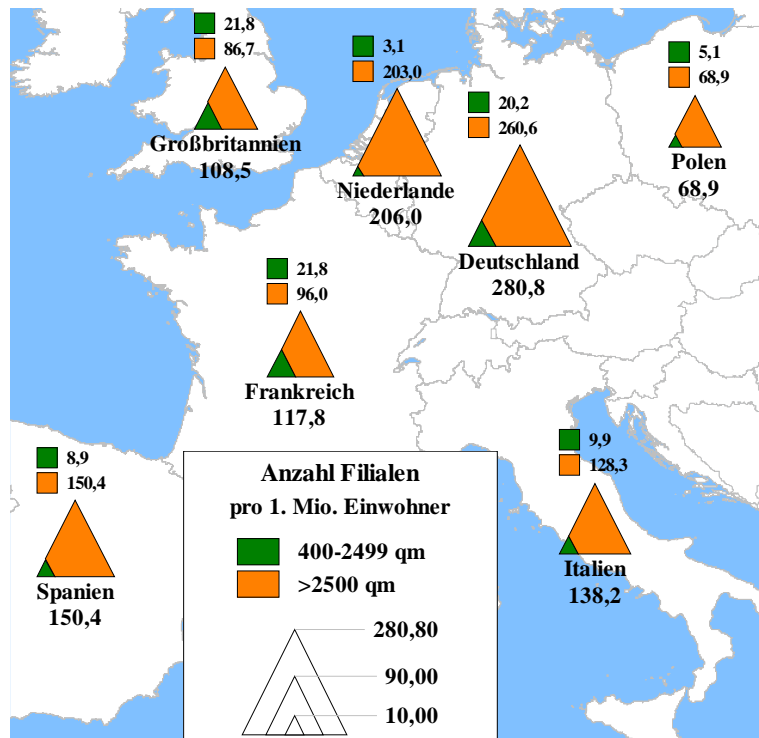 21,8
86,7
Großbritannien
108,5
3,1
203,0
Niederlande
206,0
20,2
260,6
Deutschland
280,8
5,1
68,9
Polen
68,9
21,8
96,0
Frankreich
117,8
8,9
150,4
Spanien
150,4
9,9
128,3
Italien
138,2
Anzahl Filialen
pro 1. Mio. Einwohner
400-2499 qm
>2500 qm
280,80
90,00
10,00